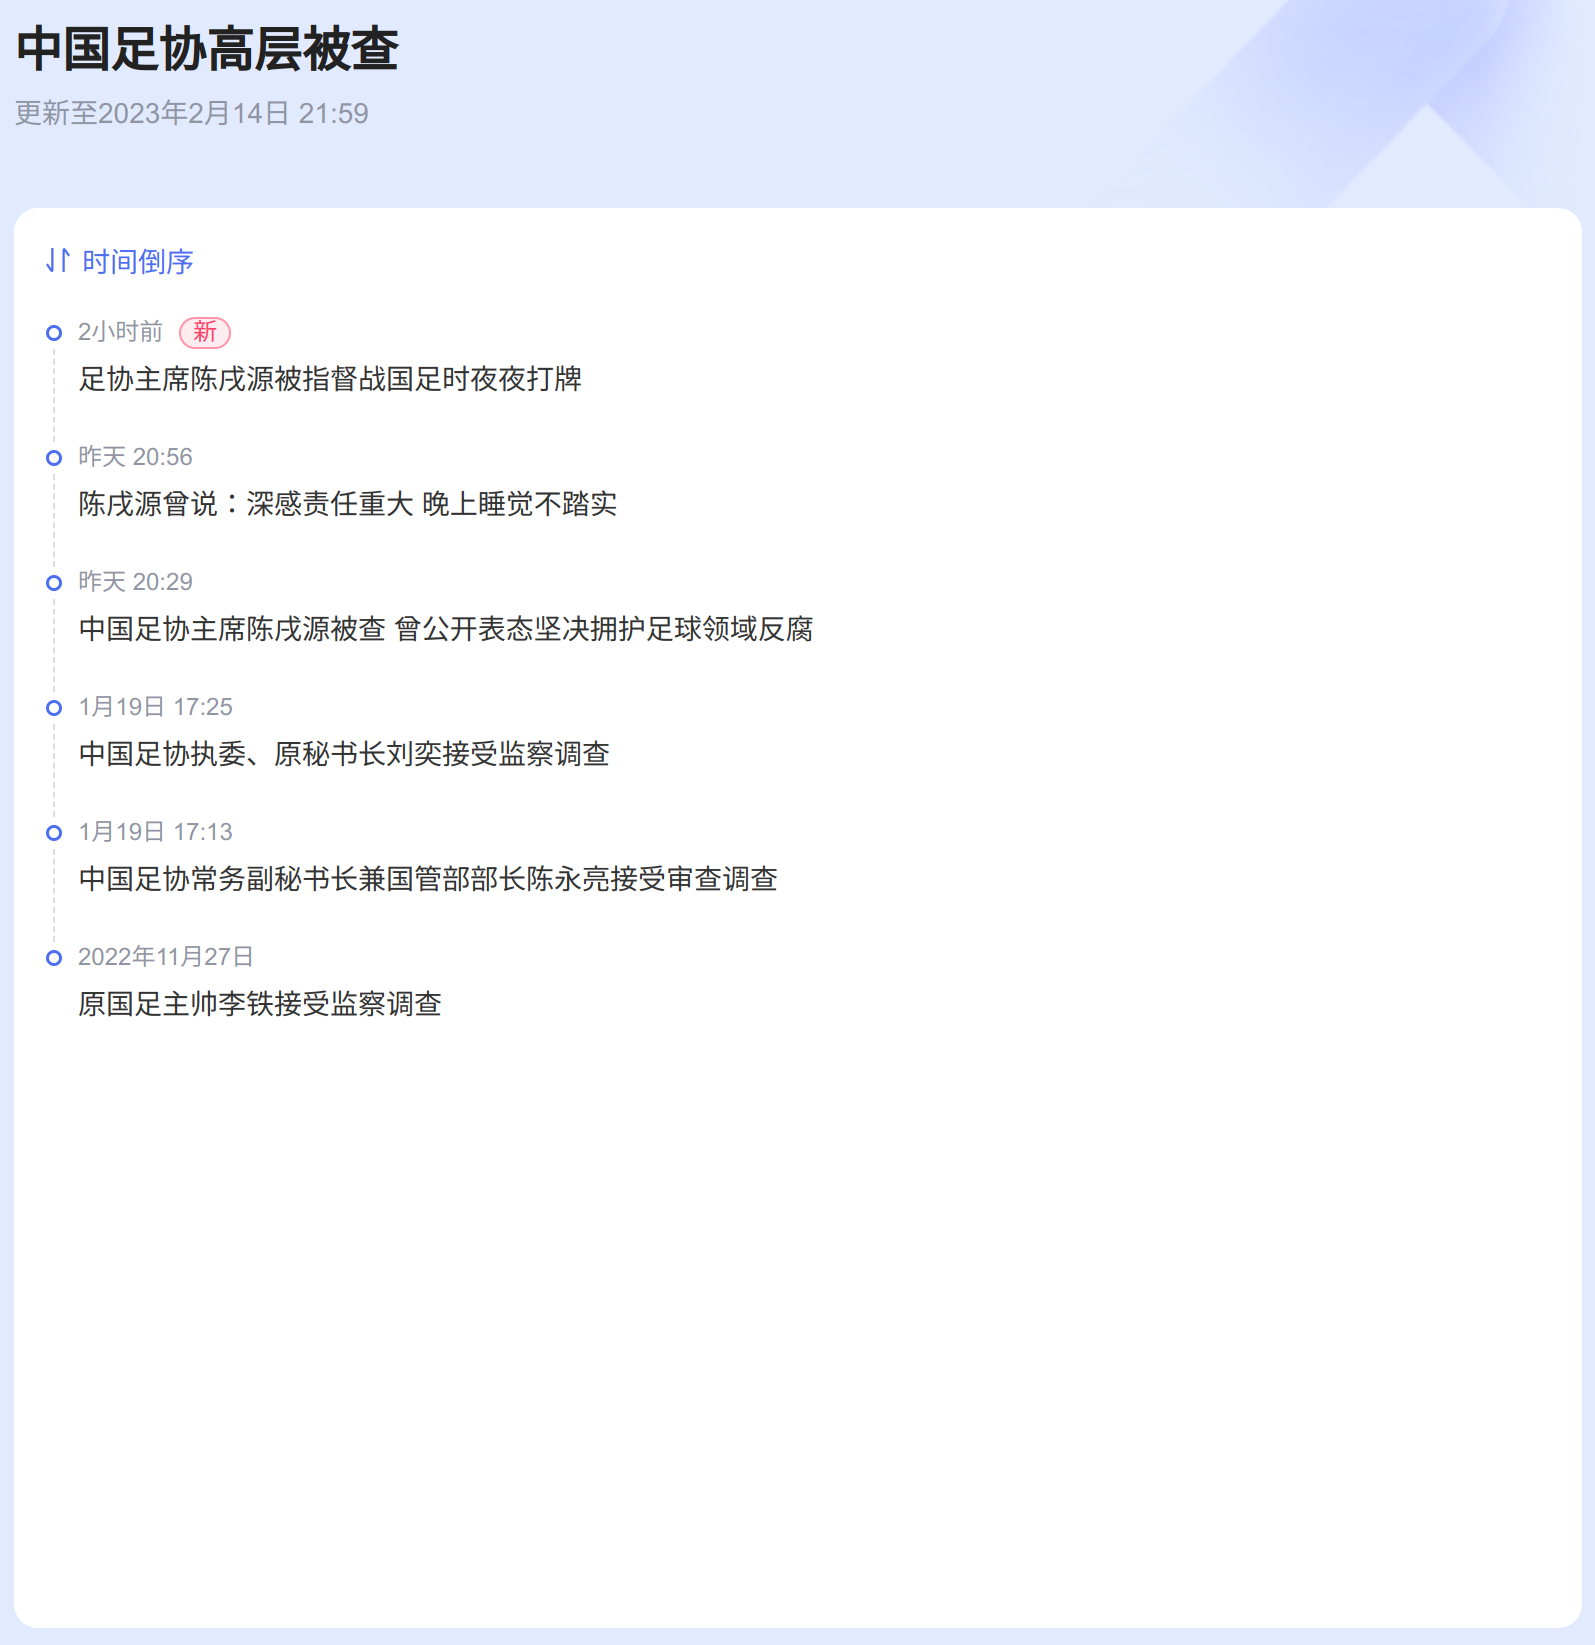 中国足协高层被查
更新至2023年2月14日 21:59
时间倒序
2小时前 新
足协主席陈戌源被指督战国足时夜夜打牌
昨天 20:56
陈戌源曾说：深感责任重大 晚上睡觉不踏实
昨天 20:29
中国足协主席陈戌源被查 曾公开表态坚决拥护足球领域反腐
1月19日 17:25
中国足协执委、原秘书长刘奕接受监察调查
1月19日 17:13
中国足协常务副秘书长兼国管部部长陈永亮接受审查调查
2022年11月27日
原国足主帅李铁接受监察调查